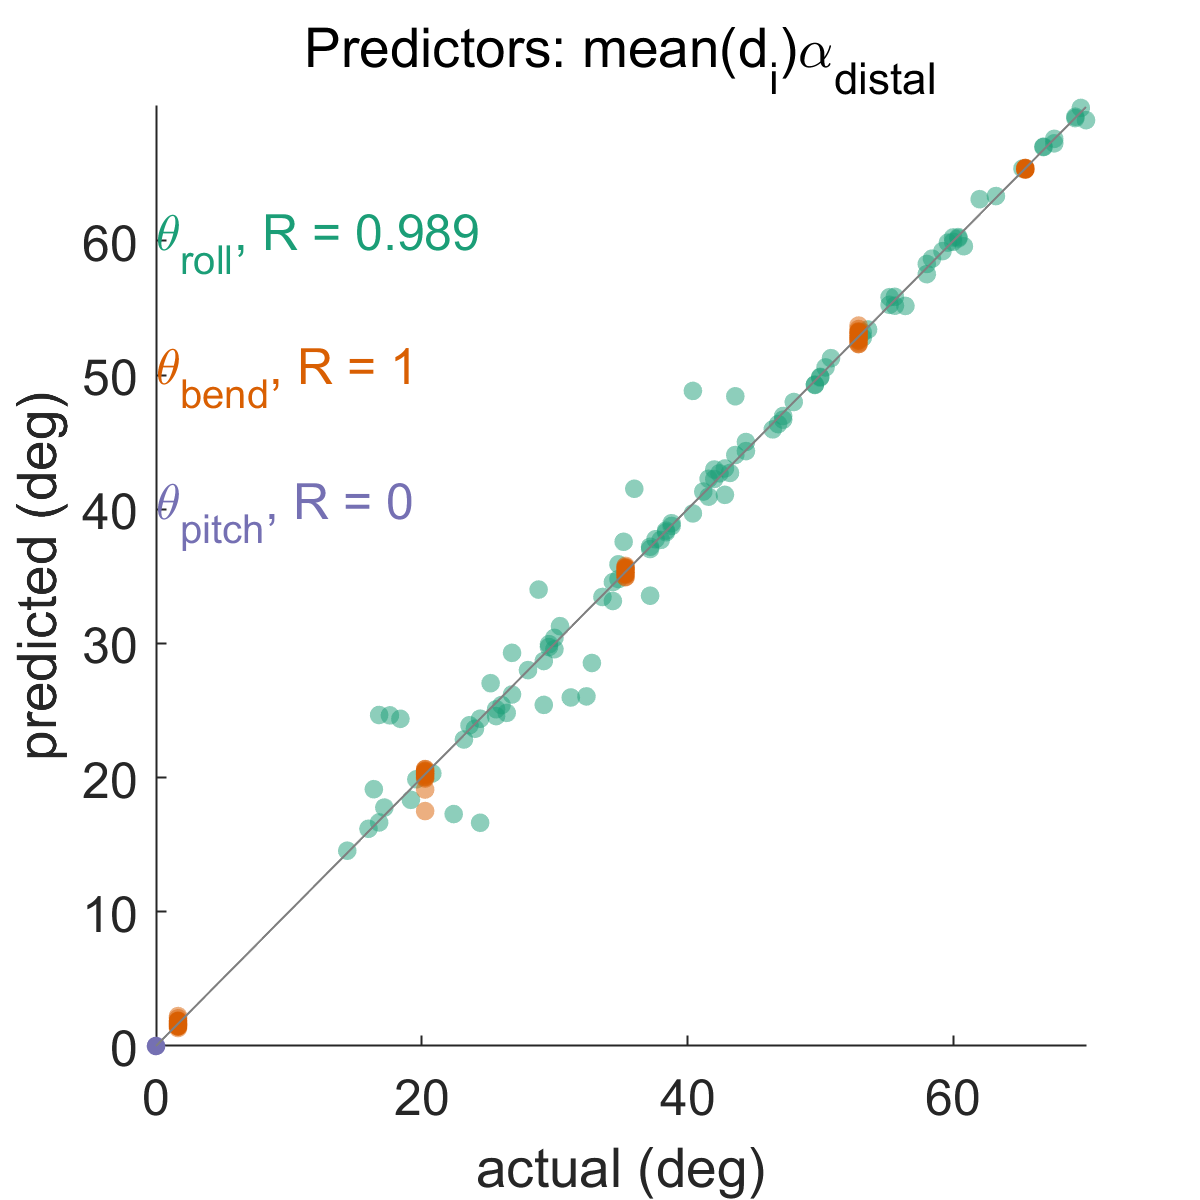 Predictors: mean(d_i)α_distal
θ_roll, R = 0.989
θ_bend, R = 1
θ_pitch, R = 0
predicted (deg)
60
50
40
30
20
10
0
0 20 40 60
actual (deg)